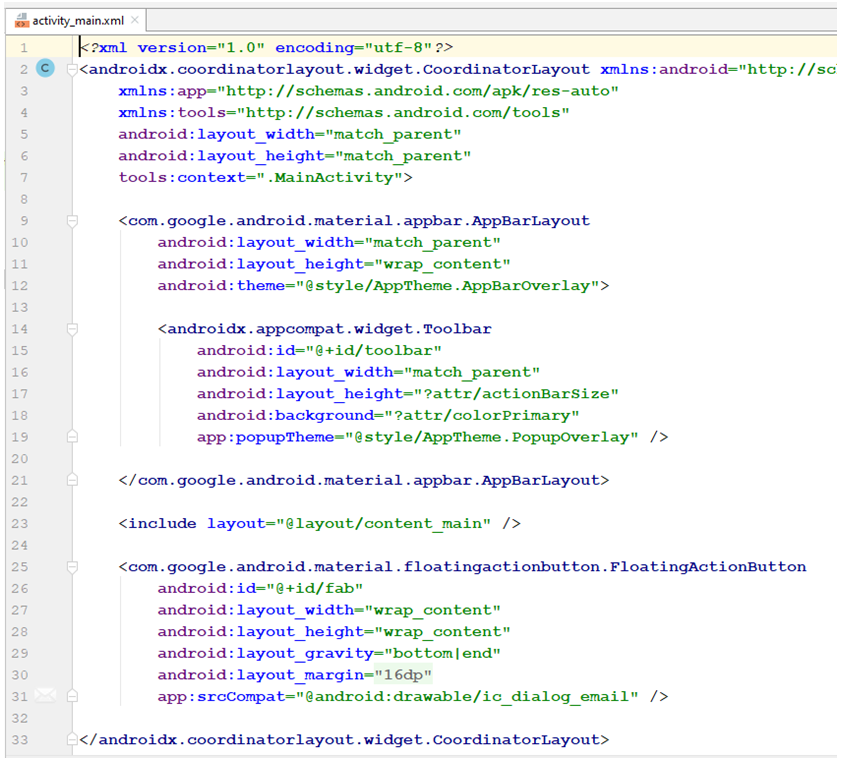 activity_main.xml
1 <?xml version="1.0" encoding="utf-8"?>
2 C <androidx.coordinatorlayout.widget.CoordinatorLayout xmlns:android="http://sc
3 xmlns:app="http://schemas.android.com/apk/res-auto"
4 xmlns:tools="http://schemas.android.com/tools"
5 android:layout_width="match_parent"
6 android:layout_height="match_parent"
7 tools:context=".MainActivity">
8
9 <com.google.android.material.appbar.AppBarLayout
10 android:layout_width="match_parent"
11 android:layout_height="wrap_content"
12 android:theme="@style/AppTheme.AppBarOverlay">
13
14 <androidx.appcompat.widget.Toolbar
15 android:id="@+id/toolbar"
16 android:layout_width="match_parent"
17 android:layout_height="?attr/actionBarSize"
18 android:background="?attr/colorPrimary"
19 app:popupTheme="@style/AppTheme.PopupOverlay" />
20
21 </com.google.android.material.appbar.AppBarLayout>
22
23 <include layout="@layout/content_main" />
24
25 <com.google.android.material.floatingactionbutton.FloatingActionButton
26 android:id="@+id/fab"
27 android:layout_width="wrap_content"
28 android:layout_height="wrap_content"
29 android:layout_gravity="bottom|end"
30 android:layout_margin="16dp"
31 app:srcCompat="@android:drawable/ic_dialog_email" />
32
33 </androidx.coordinatorlayout.widget.CoordinatorLayout>